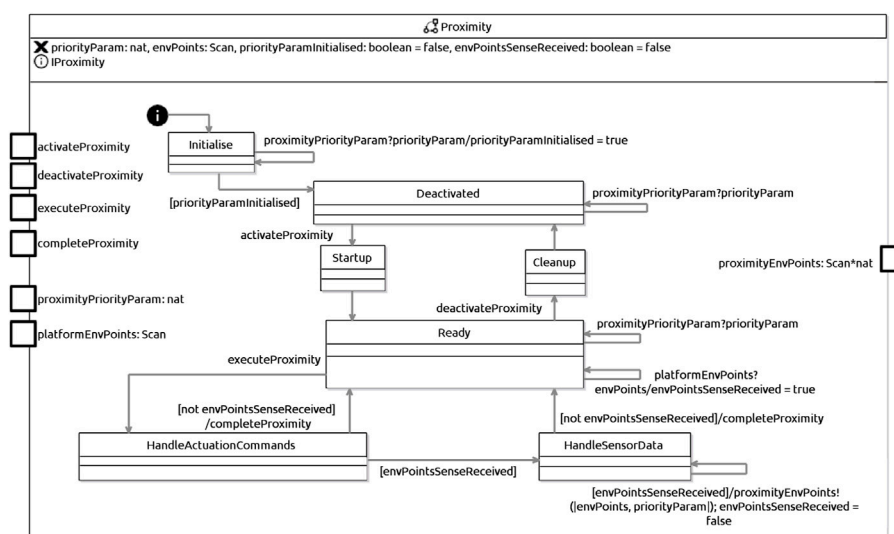 Proximity
priorityParam: nat, envPoints: Scan, priorityParamInitialised: boolean = false, envPointsSenseReceived: boolean = false
i IProximity
i
activateProximity
deactivateProximity
executeProximity
completeProximity
proximityPriorityParam: nat
platformEnvPoints: Scan
Initialise
proximityPriorityParam?priorityParam/priorityParamInitialised = true
[priorityParamInitialised]
Deactivated
proximityPriorityParam?priorityParam
activateProximity
Startup
Cleanup
proximityEnvPoints: Scan*nat
deactivateProximity
Ready
proximityPriorityParam?priorityParam
executeProximity
platformEnvPoints?
envPoints/envPointsSenseReceived = true
[not envPointsSenseReceived]
/completeProximity
[not envPointsSenseReceived]/completeProximity
HandleActuationCommands
HandleSensorData
[envPointsSenseReceived]
[envPointsSenseReceived]/proximityEnvPoints!
(|envPoints, priorityParam|); envPointsSenseReceived =
false